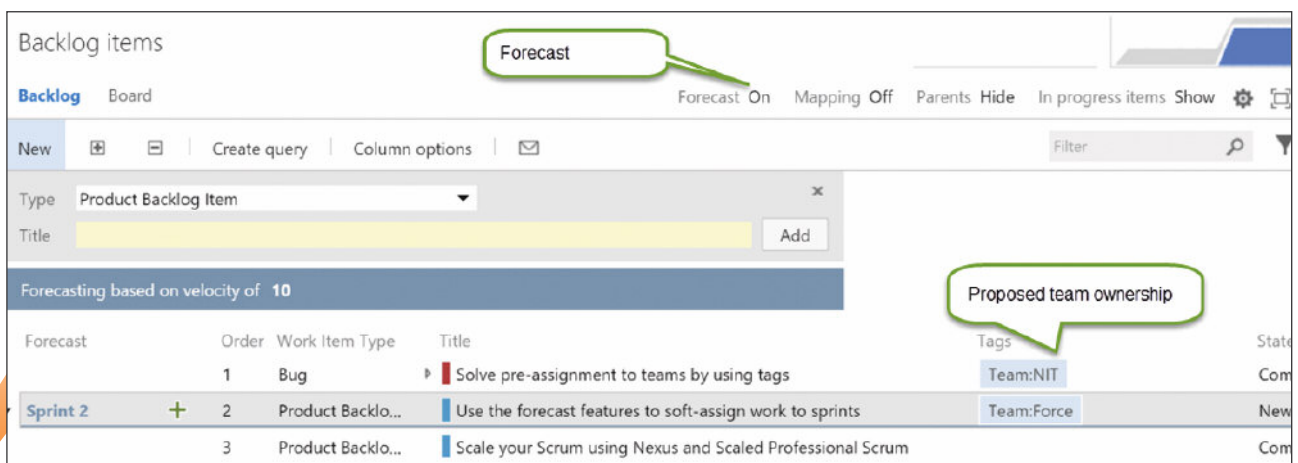 Backlog items
Forecast
Backlog Board Forecast On Mapping Off Parents Hide In progress items Show
New Create query Column options Filter
Type Product Backlog Item
Title Add
Forecasting based on velocity of 10
Proposed team ownership
Forecast Order Work Item Type Title Tags State
1 Bug Solve pre-assignment to teams by using tags Team:NIT Com
Sprint 2 2 Product Backlo... Use the forecast features to soft-assign work to sprints Team:Force New
3 Product Backlo... Scale your Scrum using Nexus and Scaled Professional Scrum Com